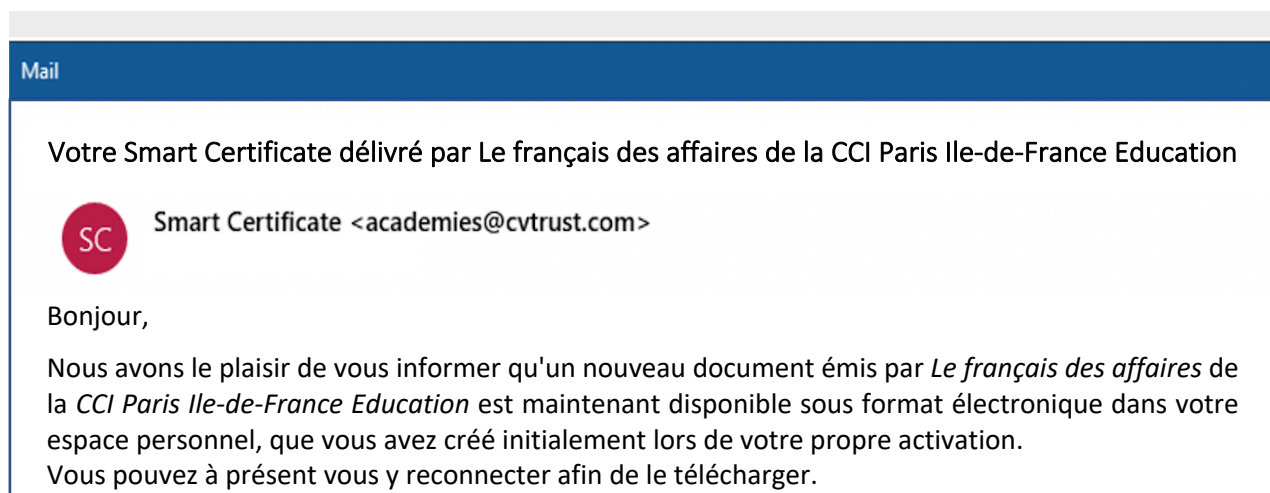 Mail
Votre Smart Certificate délivré par Le français des affaires de la CCI Paris Ile-de-France Education
SC
Smart Certificate <academies@cvtrust.com>
Bonjour,
Nous avons le plaisir de vous informer qu'un nouveau document émis par Le français des affaires de
la CCI Paris Ile-de-France Education est maintenant disponible sous format électronique dans votre
espace personnel, que vous avez créé initialement lors de votre propre activation.
Vous pouvez à présent vous y reconnecter afin de le télécharger.